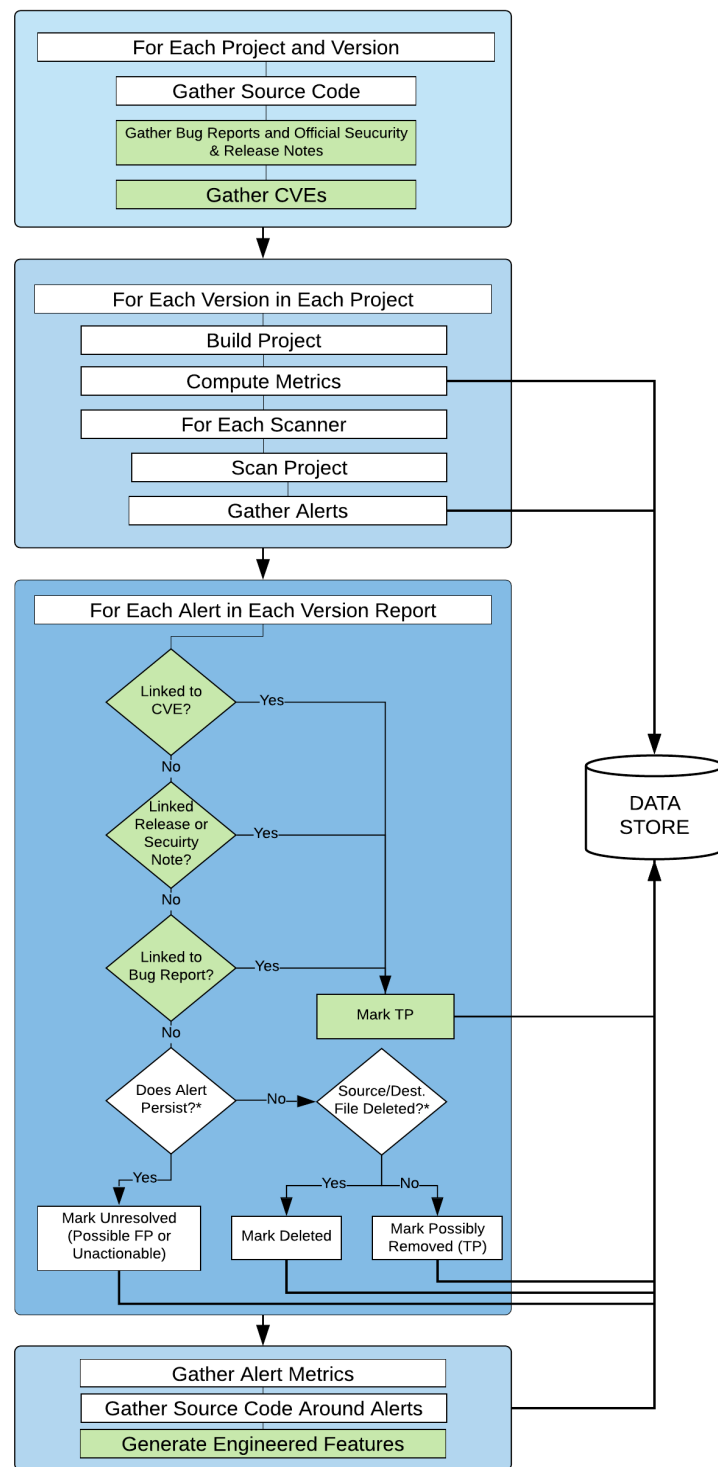 For Each Project and Version
Gather Source Code
Gather Bug Reports and Official Seucurity
& Release Notes
Gather CVEs
For Each Version in Each Project
Build Project
Compute Metrics
For Each Scanner
Scan Project
Gather Alerts
For Each Alert in Each Version Report
Linked to
CVE?
Yes
No
Linked
Release or
Secuirty
Note?
Yes
No
Linked to
Bug Report?
Yes
No
Mark TP
Does Alert
Persist?*
No
Source/Dest.
File Deleted?*
Yes
Yes
No
Mark Unresolved
(Possible FP or
Unactionable)
Mark Deleted
Mark Possibly
Removed (TP)
DATA
STORE
Gather Alert Metrics
Gather Source Code Around Alerts
Generate Engineered Features